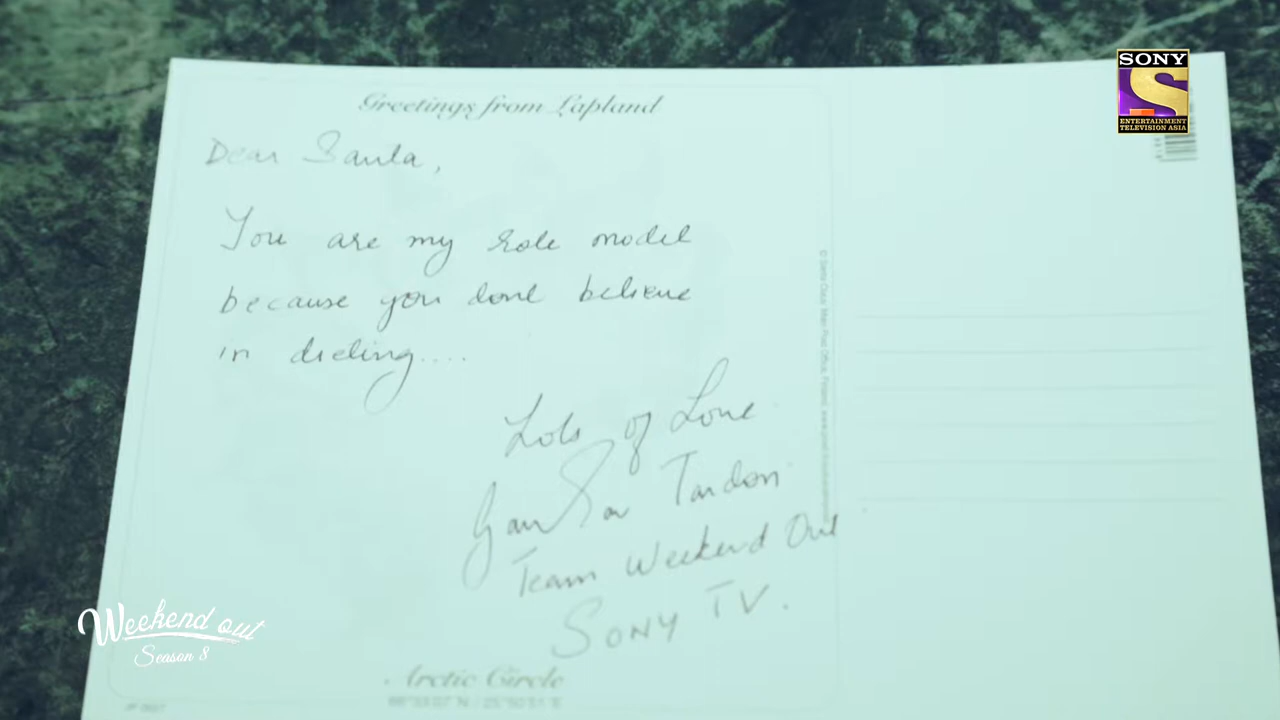 SONY
S
ENTERTAINMENT
TELEVISION ASIA
Greetings from Lapland
Dear Santa,
You are my role model
because you dont believe
in dieting....
Lots of Love
Tandon
Team Weekend Out
SONY TV.
Weekend out
Season 8
Arctic Circle